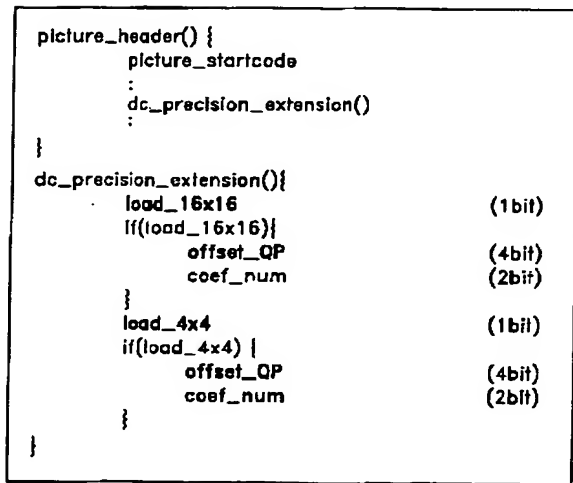 picture_header() {
picture_startcode
:
dc_precision_extension()
:
}
dc_precision_extension(){
load_16x16 (1bit)
if(load_16x16){
offset_QP (4bit)
coef_num (2bit)
}
load_4x4 (1bit)
if(load_4x4) {
offset_QP (4bit)
coef_num (2bit)
}
}